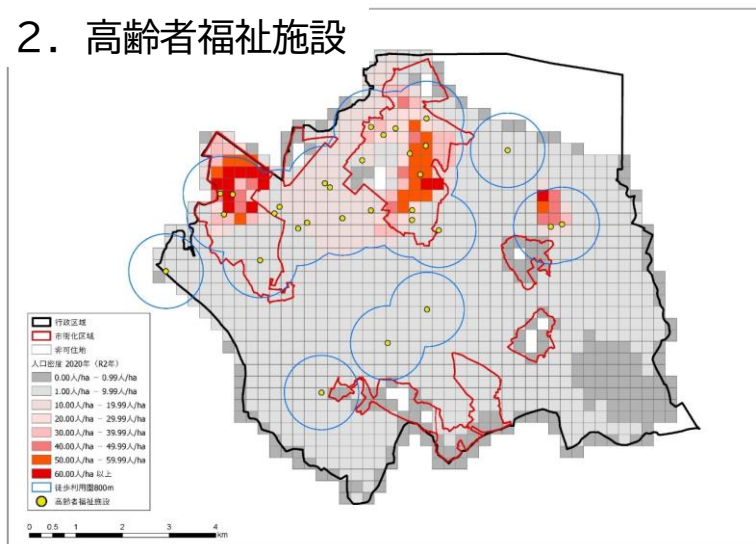 2. 高齢者福祉施設
行政区域
市街化区域
非可住地
人口密度 2020年（R2年）
0.00人/ha - 0.99人/ha
1.00人/ha - 9.99人/ha
10.00人/ha - 19.99人/ha
20.00人/ha - 29.99人/ha
30.00人/ha - 39.99人/ha
40.00人/ha - 49.99人/ha
50.00人/ha - 59.99人/ha
60.00人/ha 以上
徒歩利用圏800m
高齢者福祉施設
0 0.5 1 2 3 4
km